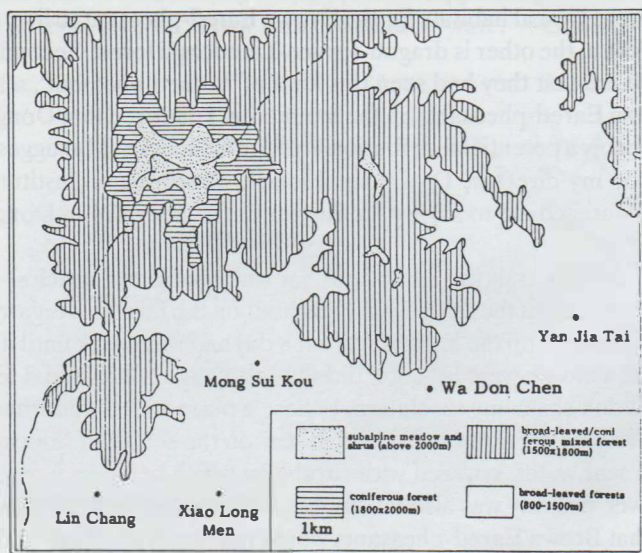 Yan Jia Tai
Mong Sui Kou
Wa Don Chen
Lin Chang
Xiao Long
Men
subalpine meadow and
shrus (above 2000m)
broad-leaved/coni
ferous mixed forest
(1500x1800m)
coniferous forest
(1800x2000m)
broad-leaved forests
(800-1500m)
1km